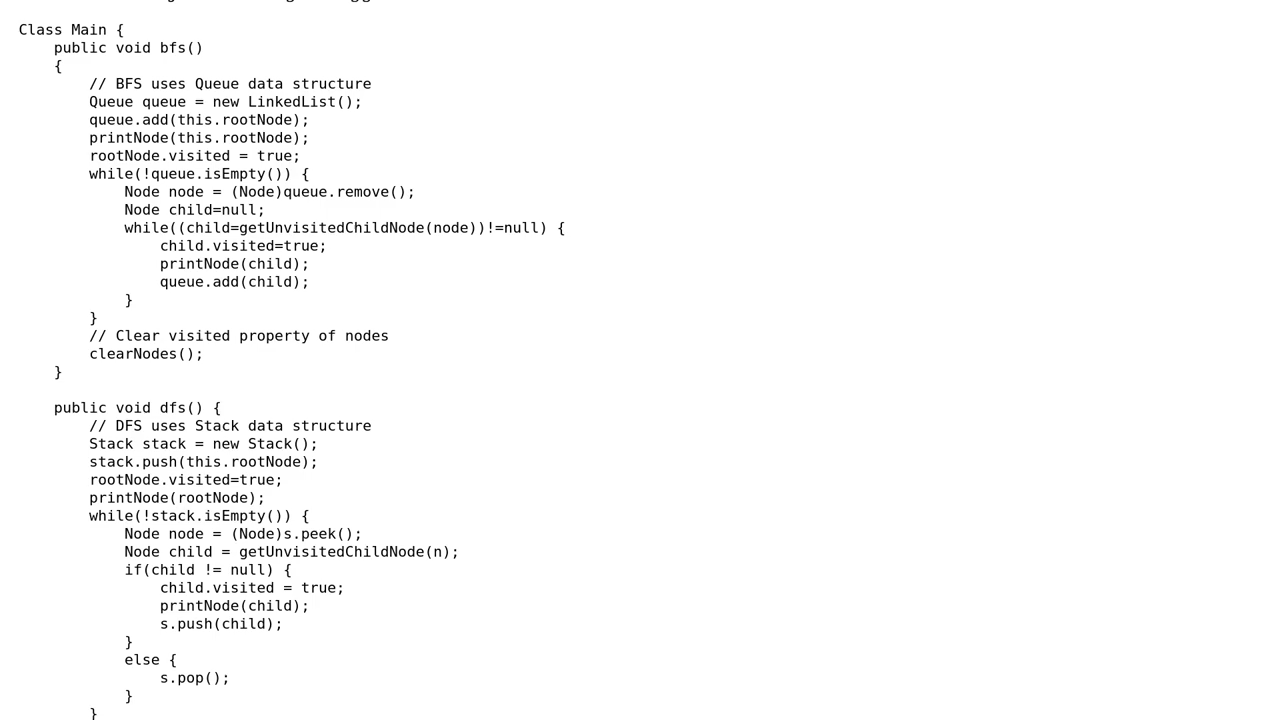 Class Main {
    public void bfs()
    {
        // BFS uses Queue data structure
        Queue queue = new LinkedList();
        queue.add(this.rootNode);
        printNode(this.rootNode);
        rootNode.visited = true;
        while(!queue.isEmpty()) {
            Node node = (Node)queue.remove();
            Node child=null;
            while((child=getUnvisitedChildNode(node))!=null) {
                child.visited=true;
                printNode(child);
                queue.add(child);
            }
        }
        // Clear visited property of nodes
        clearNodes();
    }

    public void dfs() {
        // DFS uses Stack data structure
        Stack stack = new Stack();
        stack.push(this.rootNode);
        rootNode.visited=true;
        printNode(rootNode);
        while(!stack.isEmpty()) {
            Node node = (Node)s.peek();
            Node child = getUnvisitedChildNode(n);
            if(child != null) {
                child.visited = true;
                printNode(child);
                s.push(child);
            }
            else {
                s.pop();
            }
        }